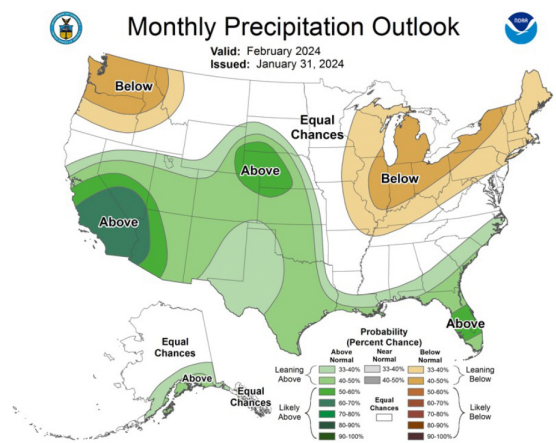 Monthly Precipitation Outlook
Valid: February 2024
Issued: January 31, 2024
NOAA
Below
Equal
Chances
Above
Below
Above
Above
Equal
Chances
Above
Equal
Chances
Probability
(Percent Chance)
Above Normal
Near Normal
Below Normal
Leaning Above
33-40%
40-50%
33-40%
40-50%
33-40%
40-50%
Leaning Below
Likely Above
50-60%
60-70%
70-80%
80-90%
90-100%
Equal Chances
50-60%
60-70%
70-80%
80-90%
90-100%
Likely Below